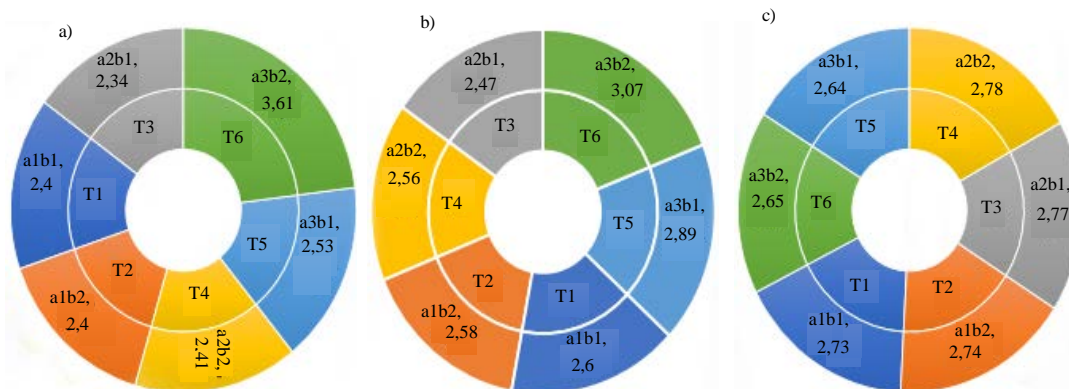 a)
a3b2,
3,61
T6
a3b1,
2,53
T5
a2b2,
2.41
T4
a1b2,
2,4
T2
a1b1,
2,4
T1
a2b1,
2,34
T3
b)
a3b2,
3,07
T6
a3b1,
2,89
T5
a1b1,
2,6
T1
a1b2,
2,58
T2
a2b2,
2,56
T4
a2b1,
2,47
T3
c)
a2b2,
2,78
T4
a2b1,
2,77
T3
a1b2,
2,74
T2
a1b1,
2,73
T1
a3b2,
2,65
T6
a3b1,
2,64
T5